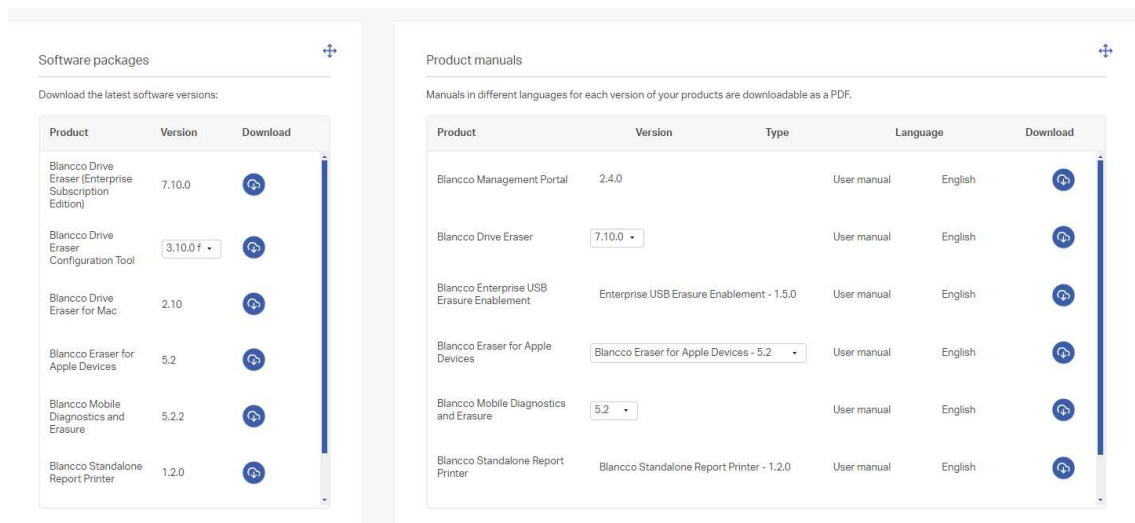 Software packages
Download the latest software versions:
Product Version Download
Blancco Drive
Eraser (Enterprise
Subscription
Edition)
7.10.0
Blancco Drive
Eraser
Configuration Tool
3.10.0 f
Blancco Drive
Eraser for Mac
2.10
Blancco Eraser for
Apple Devices
5.2
Blancco Mobile
Diagnostics and
Erasure
5.2.2
Blancco Standalone
Report Printer
1.2.0
Product manuals
Manuals in different languages for each version of your products are downloadable as a PDF.
Product Version Type Language Download
Blancco Management Portal 2.4.0 User manual English
Blancco Drive Eraser 7.10.0 User manual English
Blancco Enterprise USB
Erasure Enablement
Enterprise USB Erasure Enablement - 1.5.0 User manual English
Blancco Eraser for Apple
Devices
Blancco Eraser for Apple Devices - 5.2 User manual English
Blancco Mobile Diagnostics
and Erasure
5.2 User manual English
Blancco Standalone Report
Printer
Blancco Standalone Report Printer - 1.2.0 User manual English